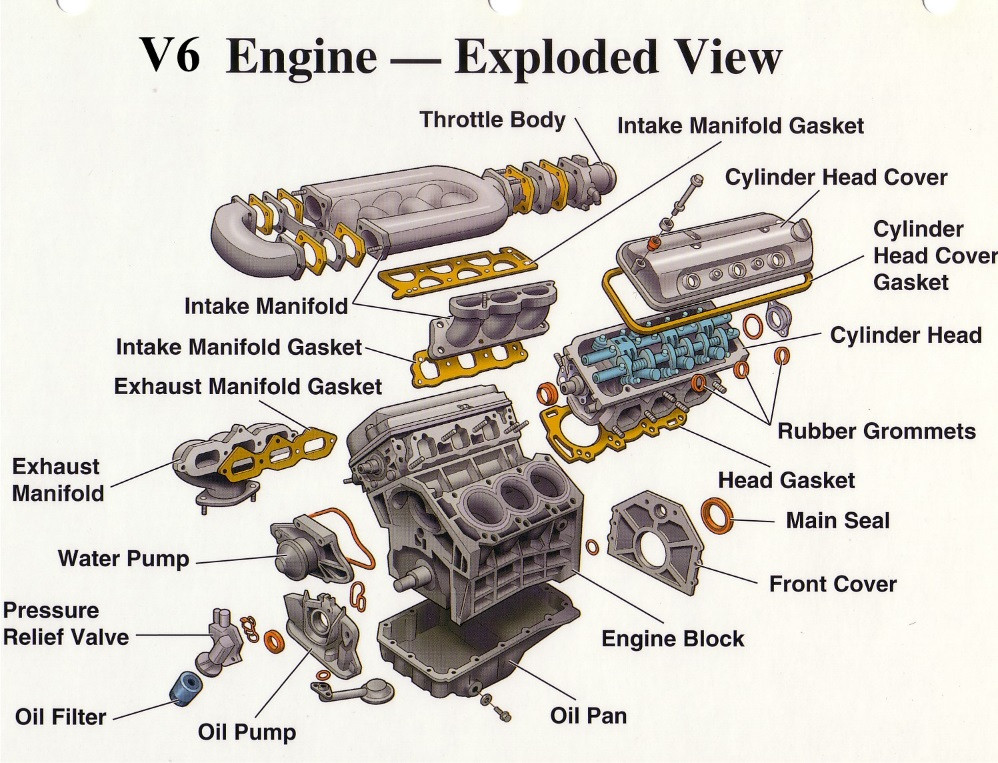 V6 Engine — Exploded View
Throttle Body
Intake Manifold Gasket
Cylinder Head Cover
Cylinder
Head Cover
Gasket
Intake Manifold
Cylinder Head
Intake Manifold Gasket
Exhaust Manifold Gasket
Rubber Grommets
Exhaust
Manifold
Head Gasket
Main Seal
Water Pump
Front Cover
Pressure
Relief Valve
Engine Block
Oil Filter
Oil Pump
Oil Pan